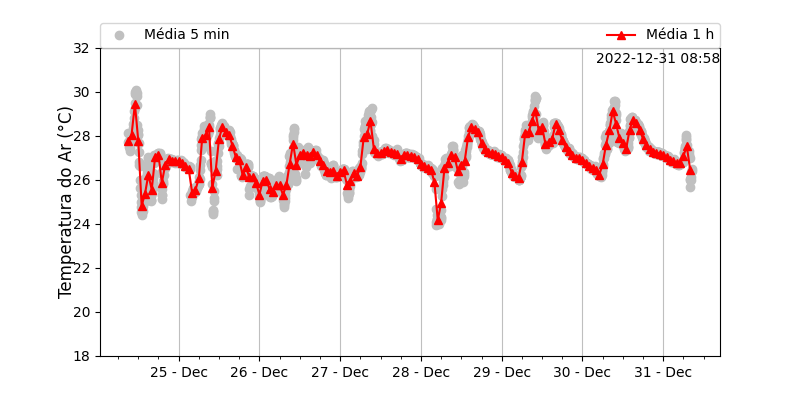 Média 5 min
Média 1 h
2022-12-31 08:58
Temperatura do Ar (°C)
32
30
28
26
24
22
20
18
25 - Dec
26 - Dec
27 - Dec
28 - Dec
29 - Dec
30 - Dec
31 - Dec